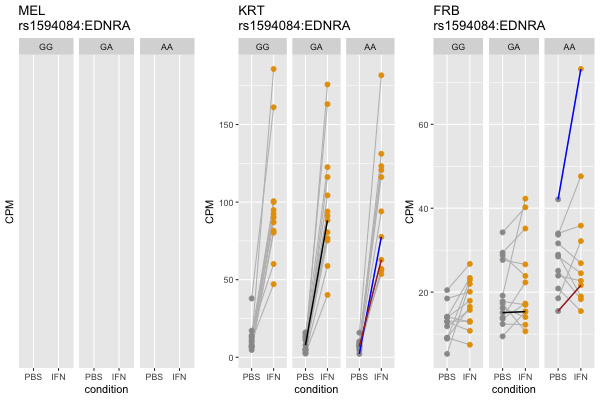 MEL
rs1594084:EDNRA
GG GA AA
CPM
PBS IFN PBS IFN PBS IFN
condition
KRT
rs1594084:EDNRA
GG GA AA
CPM
150
100
50
0
PBS IFN PBS IFN PBS IFN
condition
FRB
rs1594084:EDNRA
GG GA AA
CPM
60
40
20
PBS IFN PBS IFN PBS IFN
condition